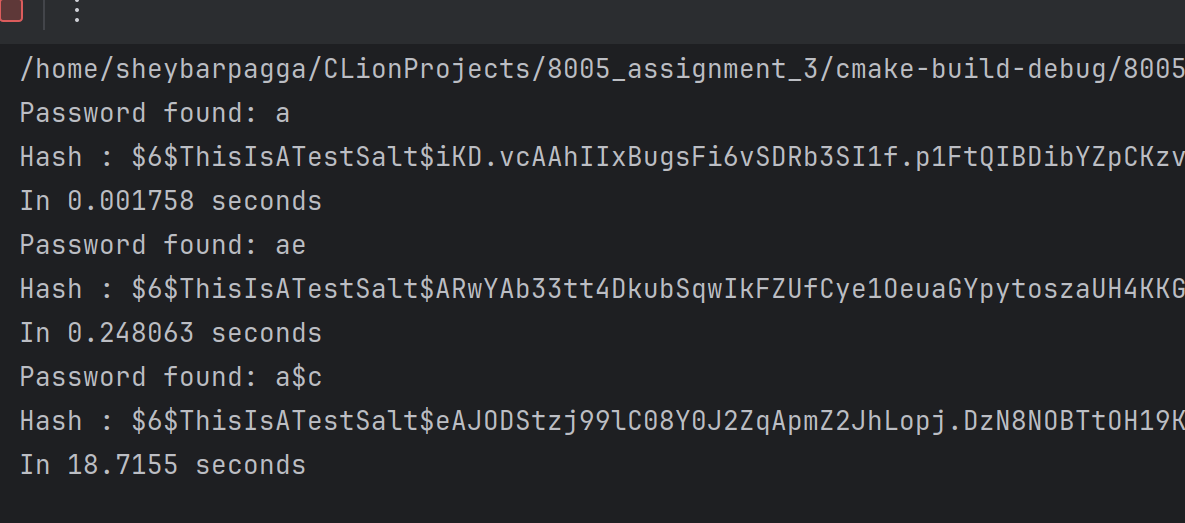 /home/sheybarpagga/CLionProjects/8005_assignment_3/cmake-build-debug/8005
Password found: a
Hash : $6$ThisIsATestSalt$iKD.vcAAhIIxBugsFi6vSDRb3SI1f.p1FtQIBDibYZpCKzv
In 0.001758 seconds
Password found: ae
Hash : $6$ThisIsATestSalt$ARwYAb33tt4DkubSqwIkFZUfCye1OeuaGYpytoszaUH4KKG
In 0.248063 seconds
Password found: a$c
Hash : $6$ThisIsATestSalt$eAJODStzj99lC08Y0J2ZqApmZ2JhLopj.DzN8NOBTtOH19K
In 18.7155 seconds